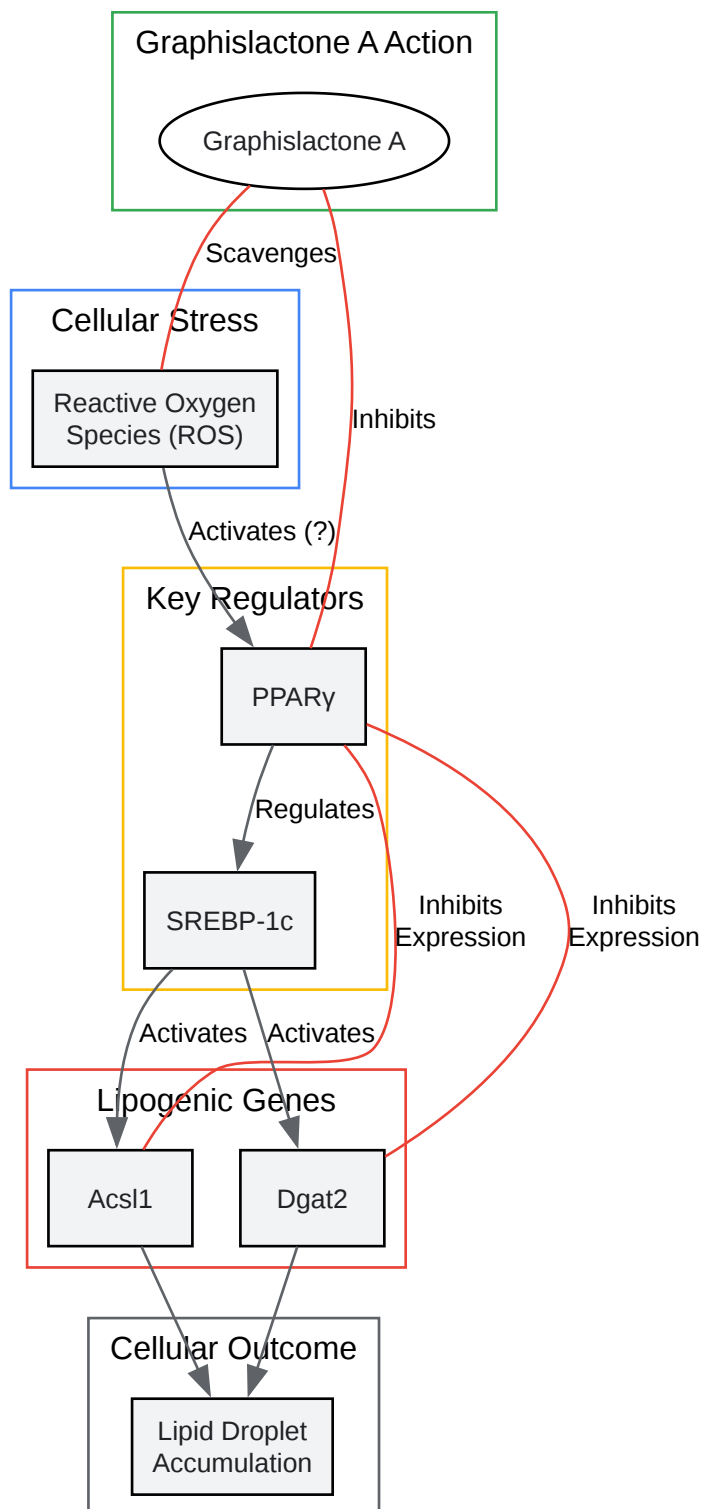 Graphislactone A Action
Graphislactone A
Scavenges
Cellular Stress
Reactive Oxygen
Species (ROS)
Inhibits
Activates (?)
Key Regulators
PPARγ
Regulates
SREBP-1c
Inhibits
Expression
Inhibits
Expression
Activates
Activates
Lipogenic Genes
Acsl1
Dgat2
Cellular Outcome
Lipid Droplet
Accumulation